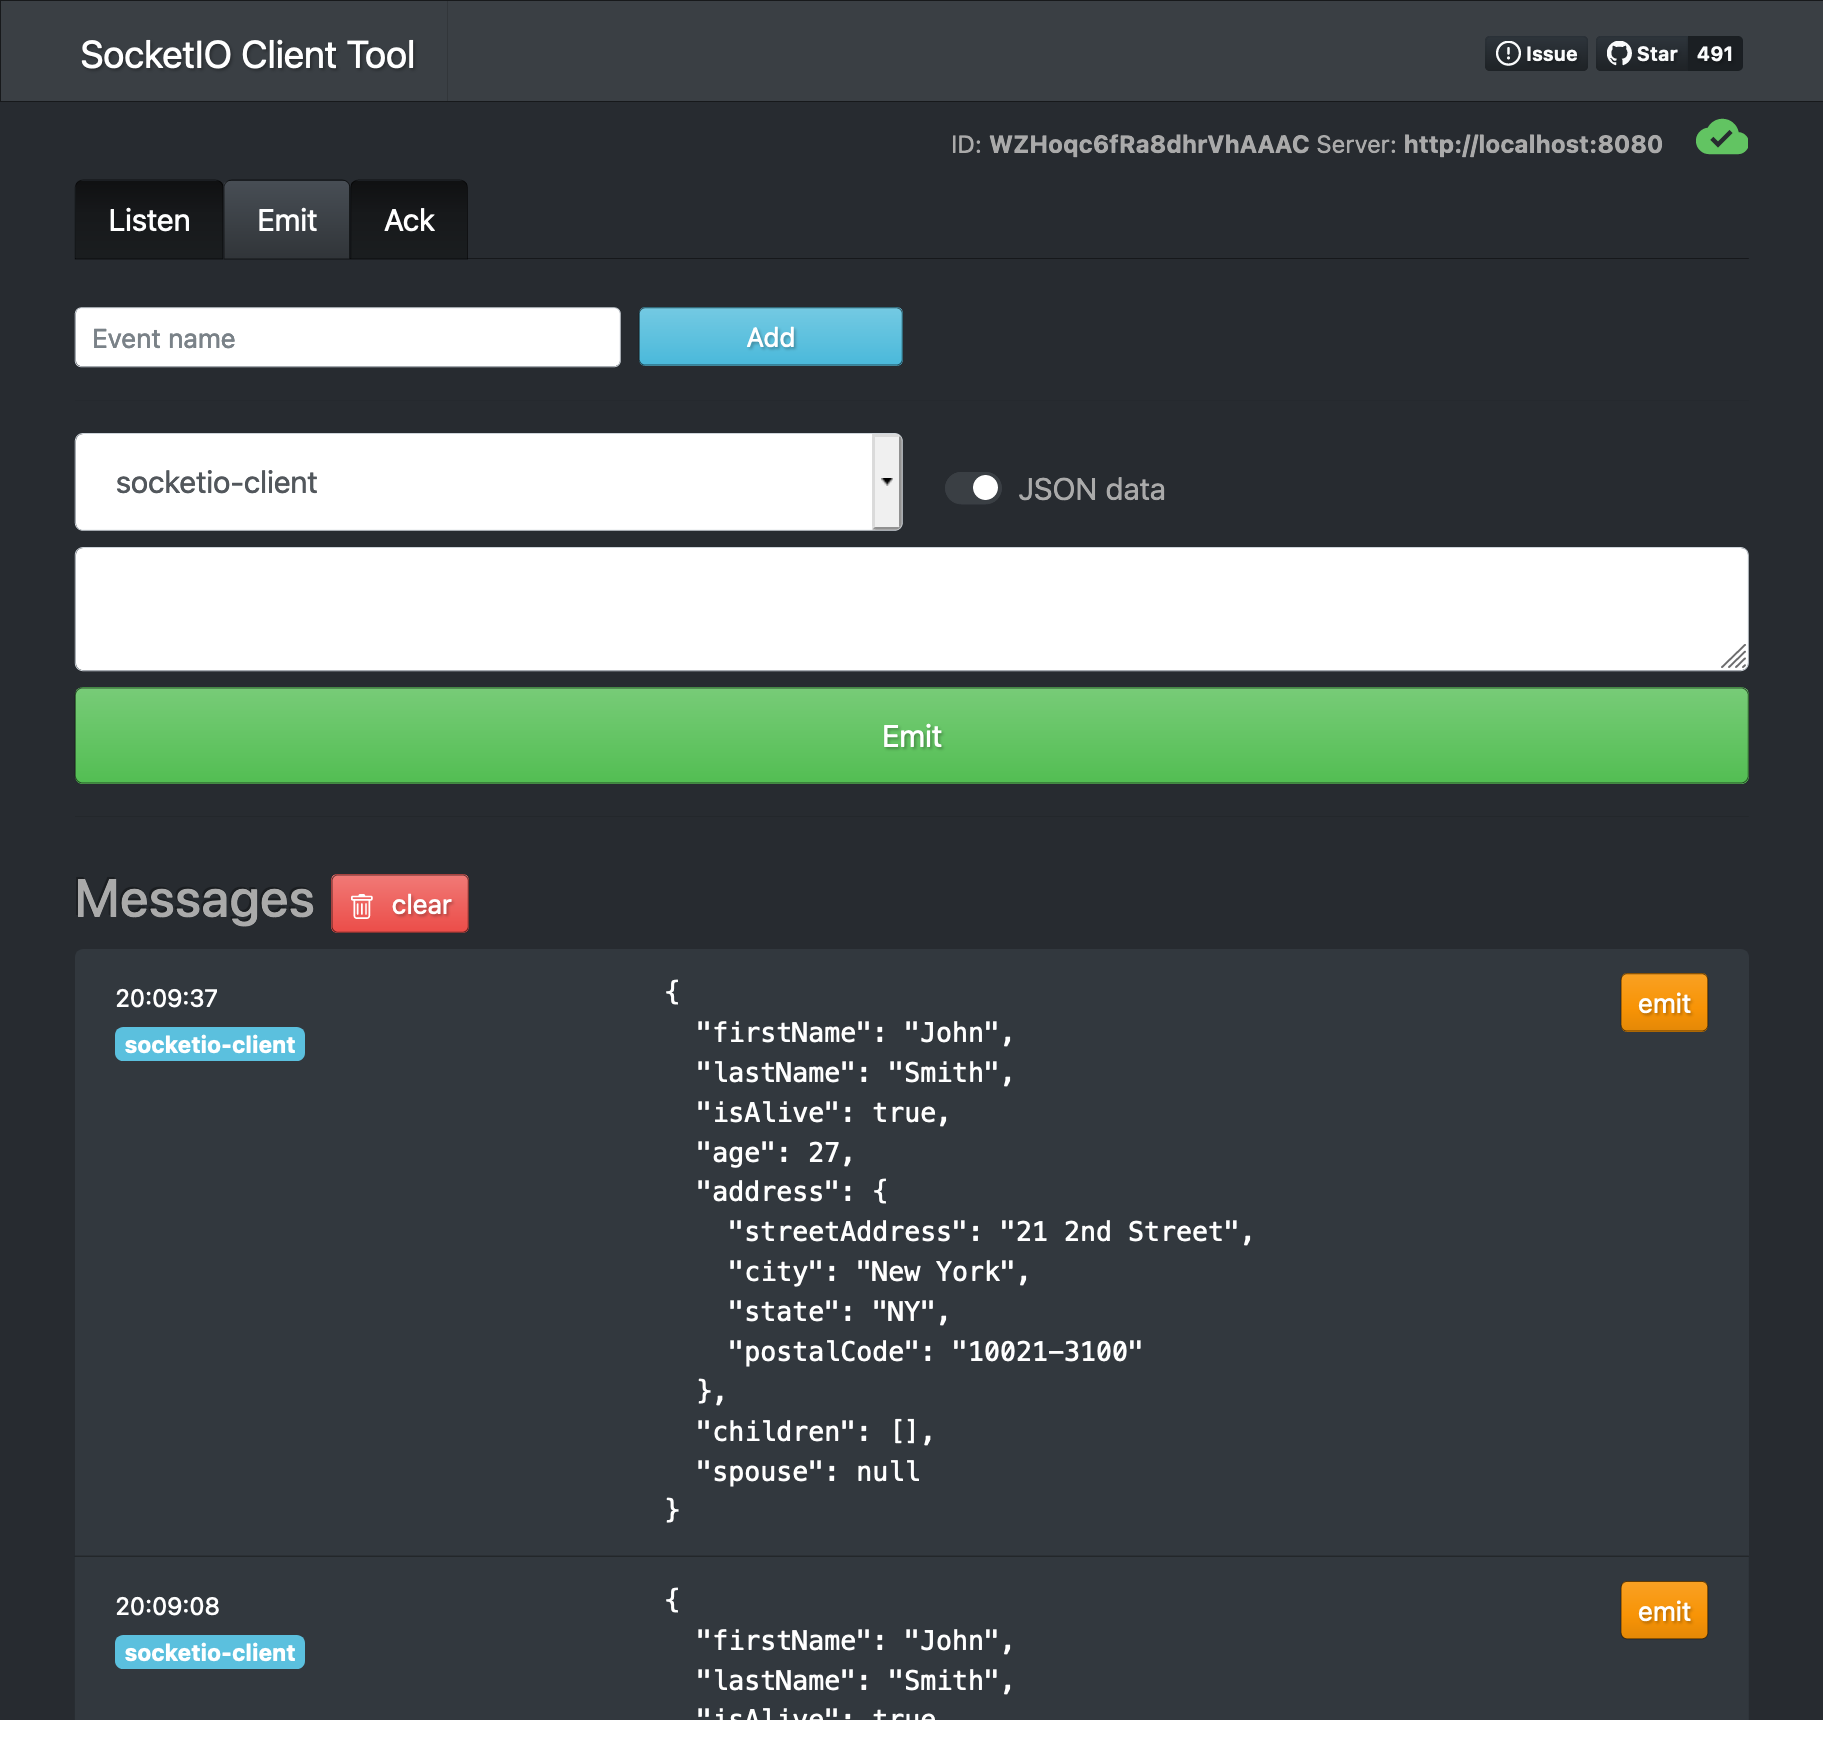 SocketIO Client Tool
Issue
Star 491
ID: WZHoqc6fRa8dhrVhAAAC Server: http://localhost:8080
Listen Emit Ack
Event name
Add
socketio-client
JSON data
Emit
Messages
clear
20:09:37
socketio-client
{
"firstName": "John",
"lastName": "Smith",
"isAlive": true,
"age": 27,
"address": {
"streetAddress": "21 2nd Street",
"city": "New York",
"state": "NY",
"postalCode": "10021-3100"
},
"children": [],
"spouse": null
}
emit
20:09:08
socketio-client
{
"firstName": "John",
"lastName": "Smith",
"isAlive": true
emit